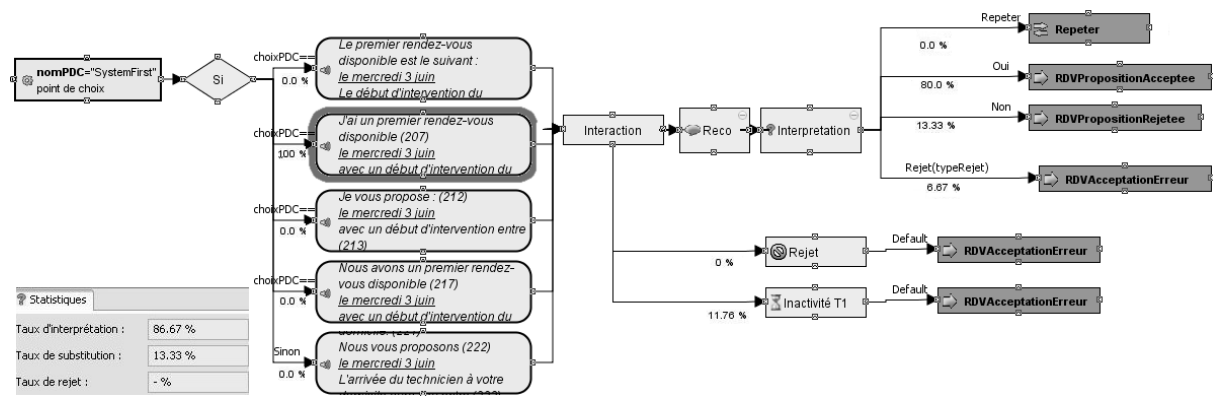 nomPDC="SystemFirst"
point de choix
Si
choixPDC==
0.0 %
Le premier rendez-vous
disponible est le suivant :
le mercredi 3 juin
Le début d'intervention du
choixPDC==
100 %
J'ai un premier rendez-vous
disponible (207)
le mercredi 3 juin
avec un début d'intervention du
choixPDC==
0.0 %
Je vous propose : (212)
le mercredi 3 juin
avec un début d'intervention entre
(213)
choixPDC==
0.0 %
Nous avons un premier rendez-
vous disponible (217)
le mercredi 3 juin
avec un début d'intervention du
Sinon
0.0 %
Nous vous proposons (222)
le mercredi 3 juin
L'arrivée du technicien à votre
Interaction
Reco
Interpretation
Repeter
0.0 %
Repeter
Oui
80.0 %
RDVPropositionAcceptee
Non
13.33 %
RDVPropositionRejetee
Rejet(typeRejet)
6.67 %
RDVAcceptationErreur
0 %
Rejet
Default
RDVAcceptationErreur
11.76 %
Inactivité T1
Default
RDVAcceptationErreur
Statistiques
Taux d'interprétation : 86.67 %
Taux de substitution : 13.33 %
Taux de rejet : - %